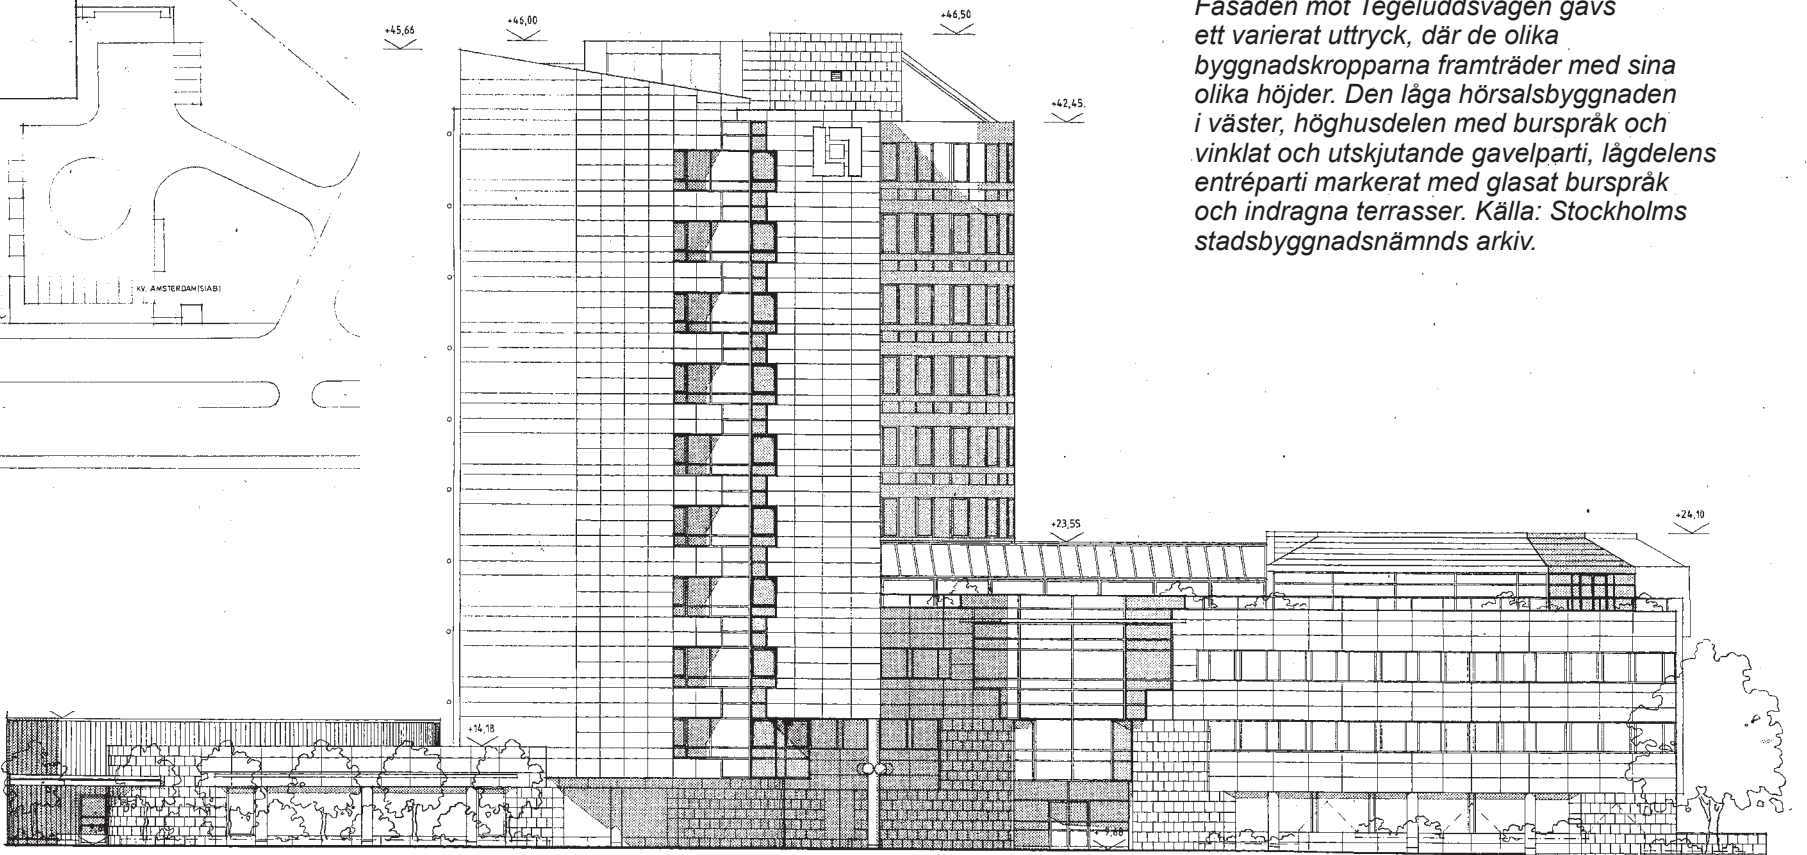 Fasaden mot Tegeluddsvägen gavs
ett varierat uttryck, där de olika
byggnadskropparna framträder med sina
olika höjder. Den låga hörsalsbyggnaden
i väster, höghusdelen med burspråk och
vinklat och utskjutande gavelparti, lågdelens
entréparti markerat med glasat burspråk
och indragna terrasser. Källa: Stockholms
stadsbyggnadsnämnds arkiv.
+45,66
+46,00
+46,50
+42,45.
KV. AMSTERDAM(SIAB)
+23,55
+24,10
+14,18